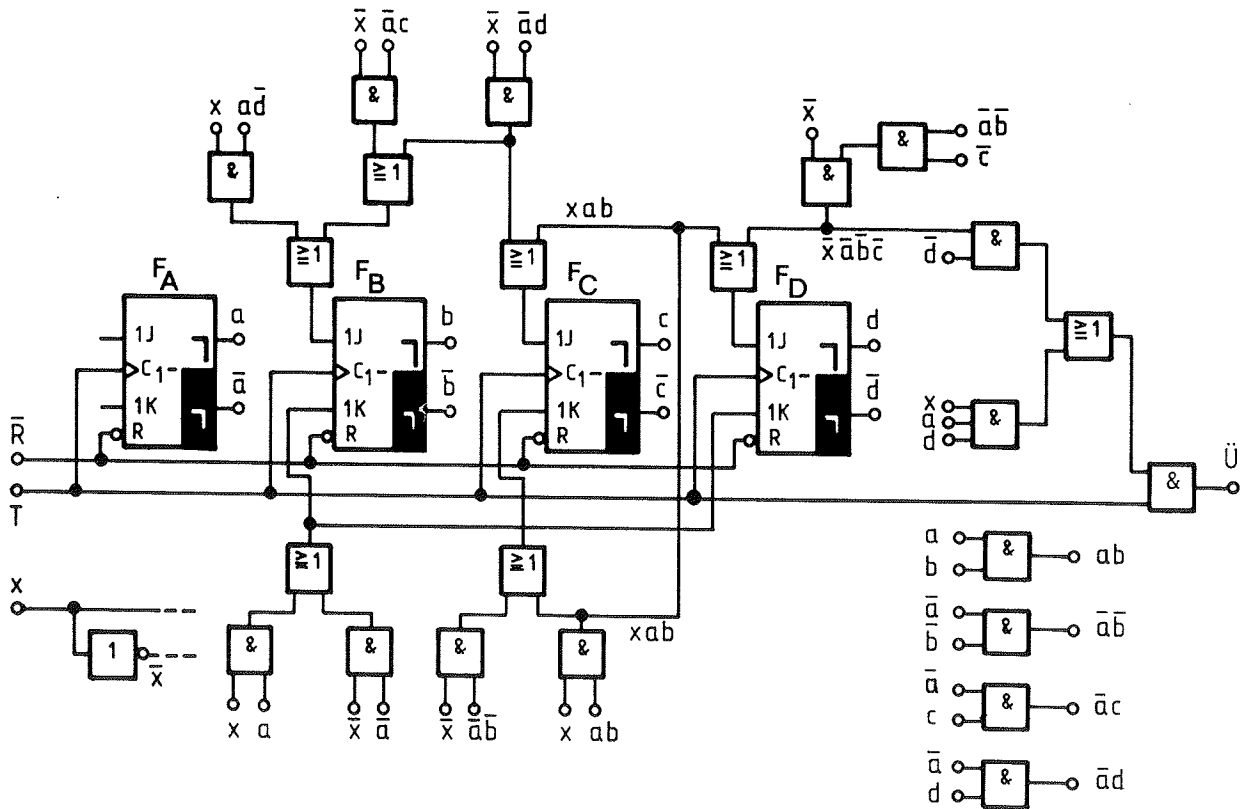 x̄ āc x̄ ād
& &
x ad̄ x̄ & āb̄ c̄
& ≥1 &
xab x̄āb̄c̄
≥1 ≥1 ≥1 d̄ &
F_A F_B F_C F_D
1J a 1J b 1J c 1J d ≥1
C1 C1 C1 C1
1K ā 1K b̄ 1K c̄ 1K d̄ x a d &
R R R R
R̄
T̄ & Ü
≥1 ≥1 a b & ab
x
xab ā b̄ & āb̄
1 x̄ & & & &
x a x̄ ā x̄ āb̄ x ab ā c & āc
ā d & ād